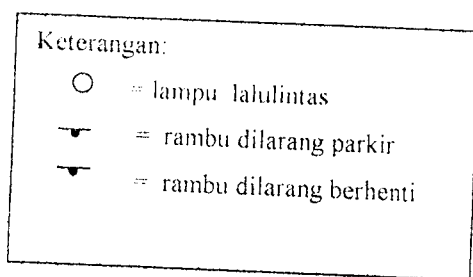 Keterangan:
= lampu lalulintas
= rambu dilarang parkir
= rambu dilarang berhenti